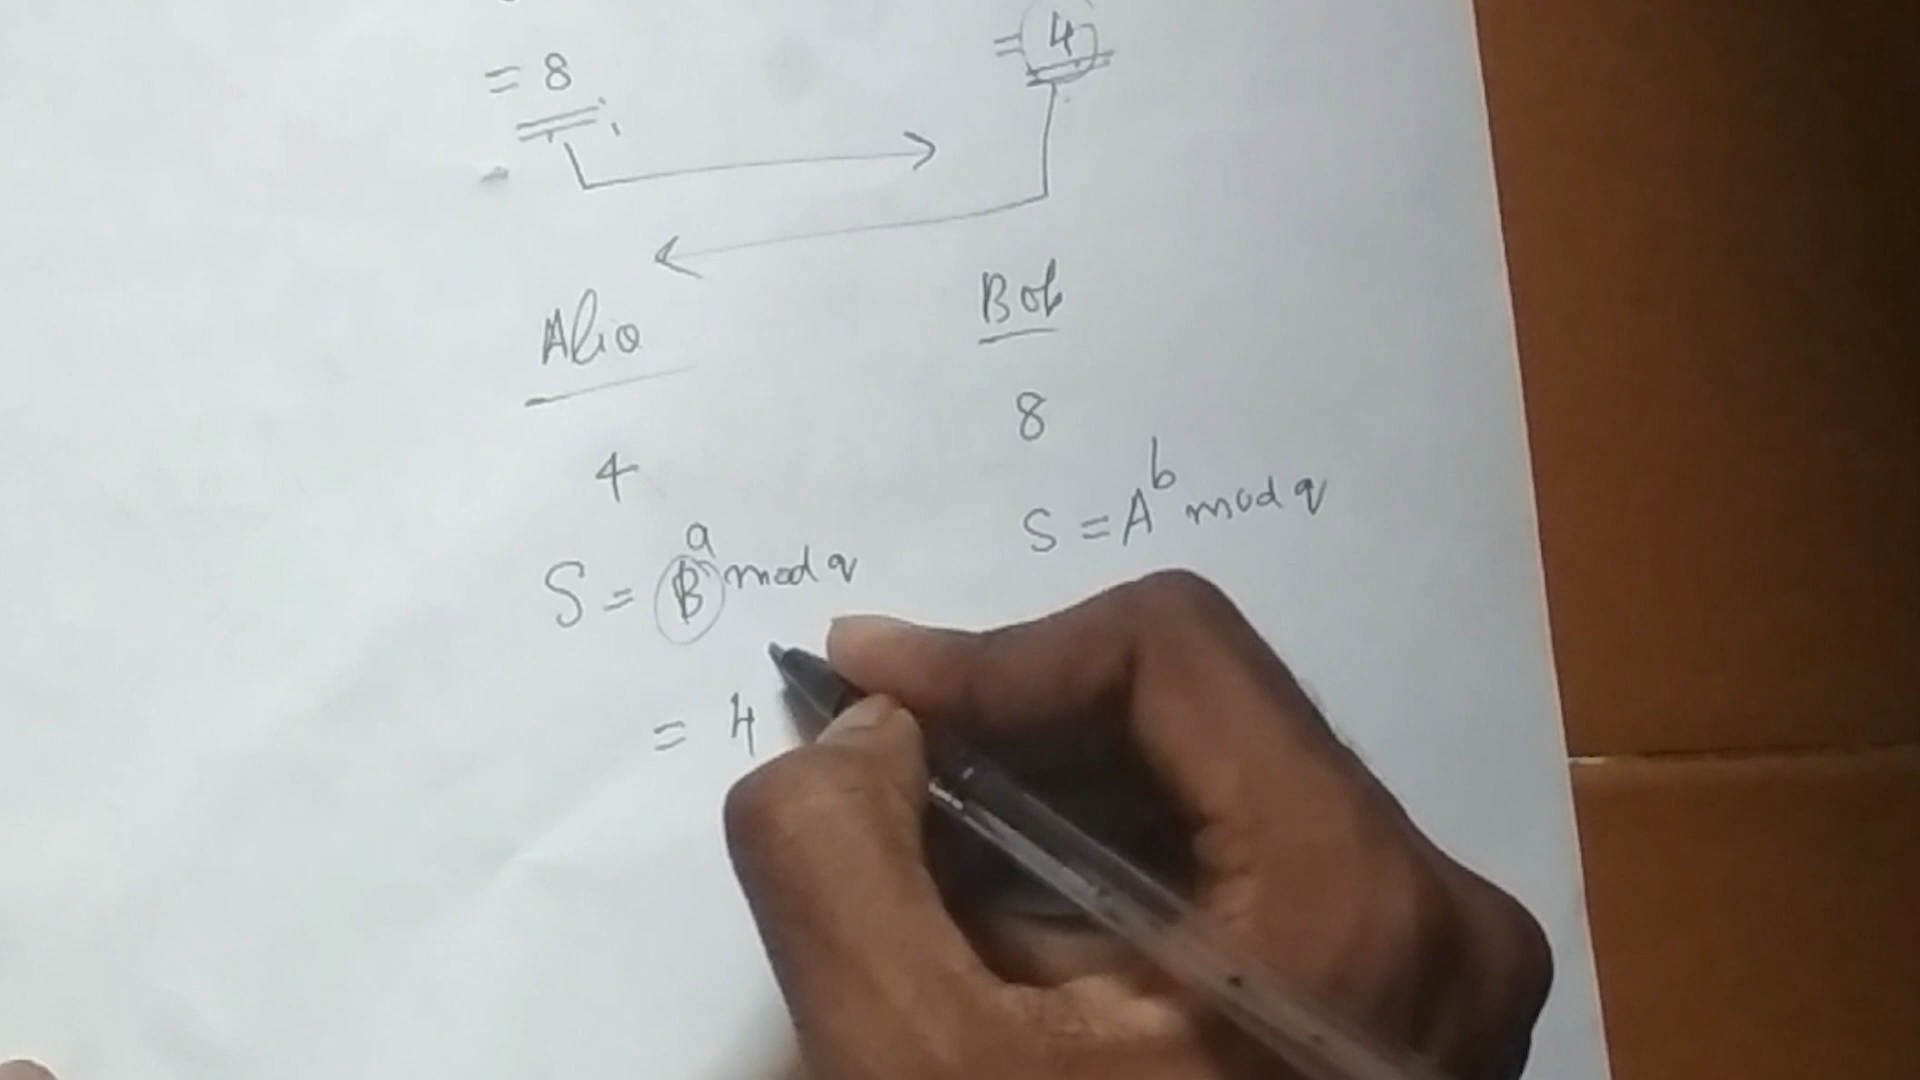 = 8
= 4
Alice
Bob
4
8
S = B^a mod q
S = A^b mod q
= 4